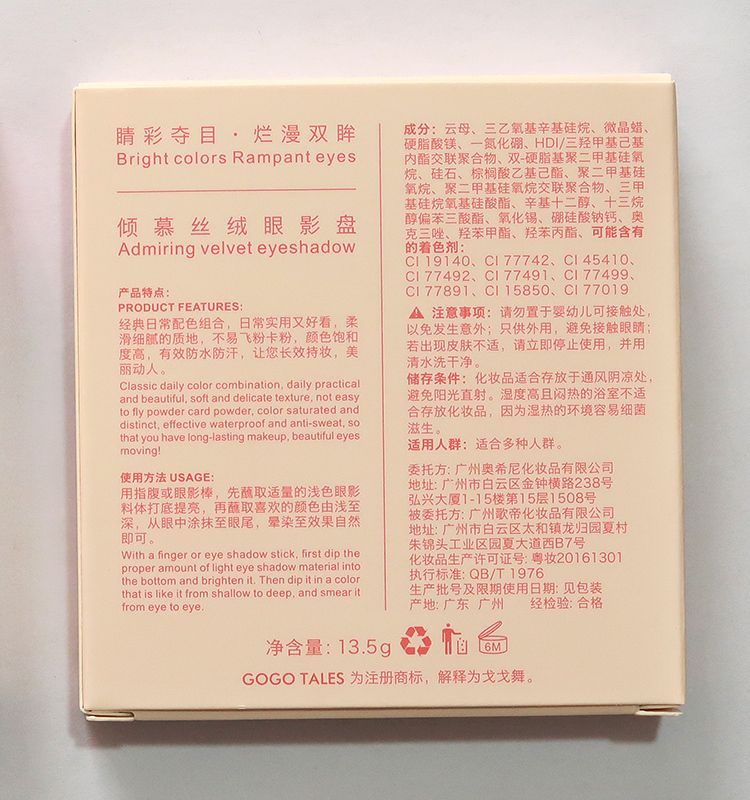 睛彩夺目·烂漫双眸
Bright colors Rampant eyes
倾慕丝绒眼影盘
Admiring velvet eyeshadow
产品特点：
PRODUCT FEATURES:
经典日常配色组合，日常实用又好看，柔
滑细腻的质地，不易飞粉卡粉，颜色饱和
度高，有效防水防汗，让您长效持妆，美
丽动人。
Classic daily color combination, daily practical
and beautiful, soft and delicate texture, not easy
to fly powder card powder, color saturated and
distinct, effective waterproof and anti-sweat, so
that you have long-lasting makeup, beautiful eyes
moving!
使用方法 USAGE:
用指腹或眼影棒，先蘸取适量的浅色眼影
料体打底提亮，再蘸取喜欢的颜色由浅至
深，从眼中涂抹至眼尾，晕染至效果自然
即可。
With a finger or eye shadow stick, first dip the
proper amount of light eye shadow material into
the bottom and brighten it. Then dip it in a color
that is like it from shallow to deep, and smear it
from eye to eye.
成分：云母、三乙氧基辛基硅烷、微晶蜡、
硬脂酸镁、一氮化硼、HDI/三羟甲基己基
内酯交联聚合物、双-硬脂基聚二甲基硅氧
烷、硅石、棕榈酸乙基己酯、聚二甲基硅
氧烷、聚二甲基硅氧烷交联聚合物、三甲
基硅烷氧基硅酸酯、辛基十二醇、十三烷
醇偏苯三酸酯、氧化锡、硼硅酸钠钙、奥
克三唑、羟苯甲酯、羟苯丙酯、可能含有
的着色剂：
CI 19140、CI 77742、CI 45410、
CI 77492、CI 77491、CI 77499、
CI 77891、CI 15850、CI 77019
注意事项：请勿置于婴幼儿可接触处，
以免发生意外；只供外用，避免接触眼睛；
若出现皮肤不适，请立即停止使用，并用
清水洗干净。
储存条件：化妆品适合存放于通风阴凉处，
避免阳光直射。湿度高且闷热的浴室不适
合存放化妆品，因为湿热的环境容易细菌
滋生。
适用人群：适合多种人群。
委托方: 广州奥希尼化妆品有限公司
地址: 广州市白云区金钟横路238号
弘兴大厦1-15楼第15层1508号
被委托方: 广州歌帝化妆品有限公司
地址: 广州市白云区太和镇龙归园夏村
朱锦头工业区园夏大道西B7号
化妆品生产许可证号: 粤妆20161301
执行标准: QB/T 1976
生产批号及限期使用日期: 见包装
产地: 广东 广州 经检验: 合格
净含量: 13.5g 6M
GOGO TALES 为注册商标，解释为戈戈舞。